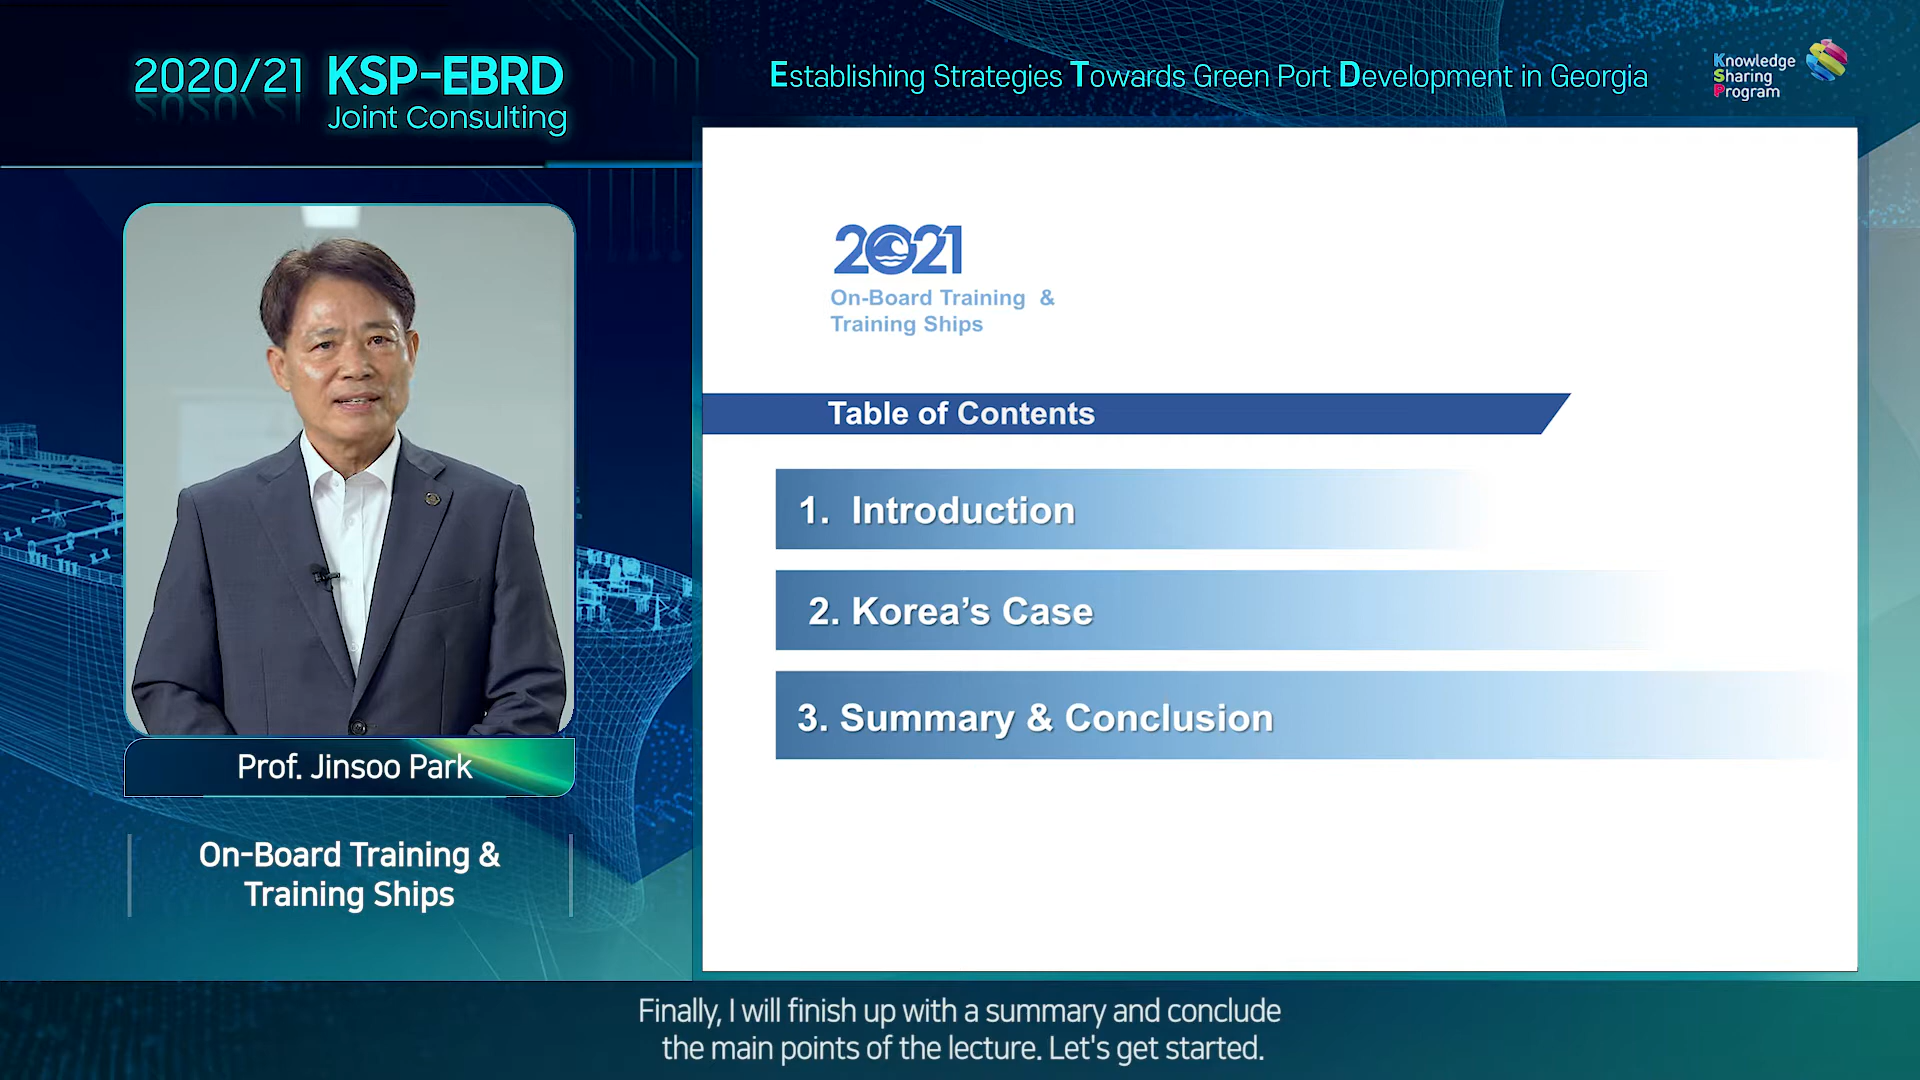 2020/21 KSP-EBRD
Joint Consulting
Establishing Strategies Towards Green Port Development in Georgia
Knowledge
Sharing
Program
2021
On-Board Training &
Training Ships
Table of Contents
1. Introduction
2. Korea’s Case
3. Summary & Conclusion
Prof. Jinsoo Park
On-Board Training &
Training Ships
Finally, I will finish up with a summary and conclude
the main points of the lecture. Let's get started.